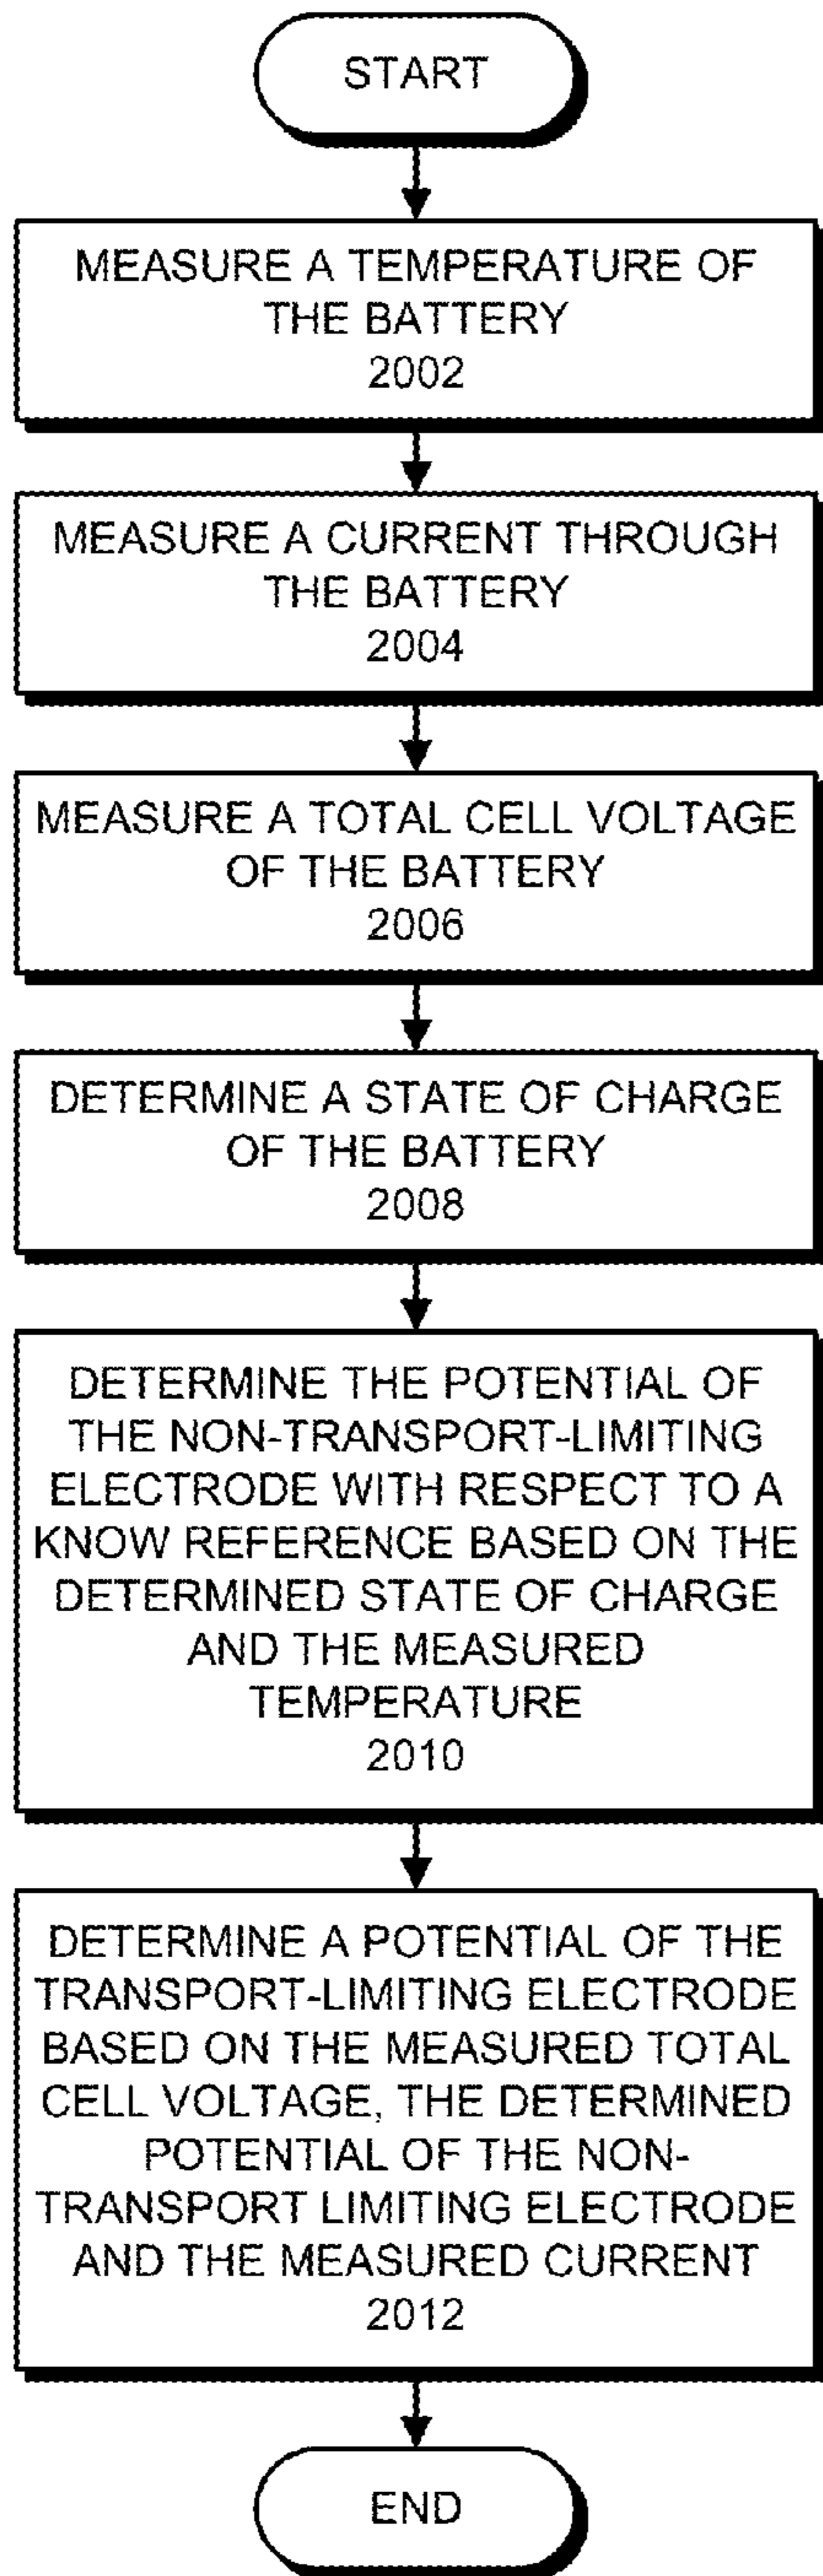 START
MEASURE A TEMPERATURE OF
THE BATTERY
2002
MEASURE A CURRENT THROUGH
THE BATTERY
2004
MEASURE A TOTAL CELL VOLTAGE
OF THE BATTERY
2006
DETERMINE A STATE OF CHARGE
OF THE BATTERY
2008
DETERMINE THE POTENTIAL OF
THE NON-TRANSPORT-LIMITING
ELECTRODE WITH RESPECT TO A
KNOW REFERENCE BASED ON THE
DETERMINED STATE OF CHARGE
AND THE MEASURED
TEMPERATURE
2010
DETERMINE A POTENTIAL OF THE
TRANSPORT-LIMITING ELECTRODE
BASED ON THE MEASURED TOTAL
CELL VOLTAGE, THE DETERMINED
POTENTIAL OF THE NON-
TRANSPORT LIMITING ELECTRODE
AND THE MEASURED CURRENT
2012
END